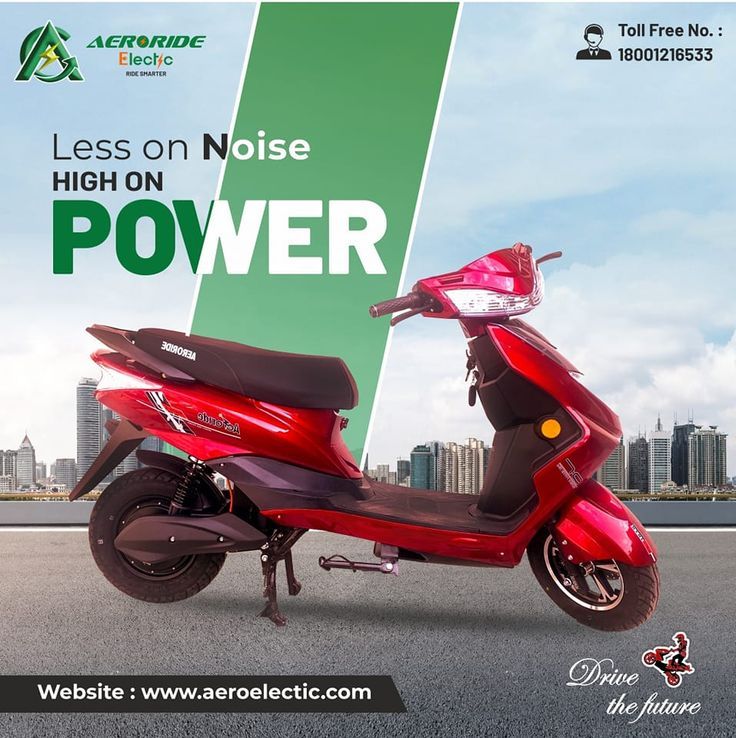 AERORIDE
Electic
RIDE SMARTER
Toll Free No. :
18001216533
Less on Noise
HIGH ON
POWER
AERORIDE
Aeroride
Website : www.aeroelectic.com
Drive
the future